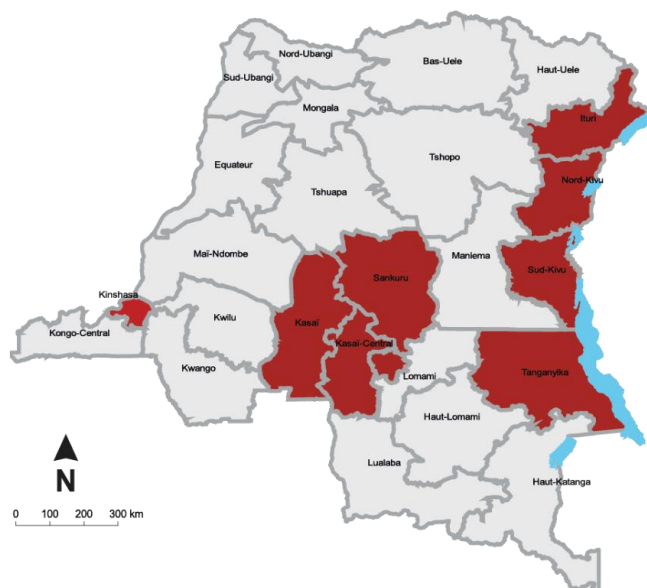 Nord-Ubangi
Bas-Uele
Haut-Uele
Sud-Ubangi
Mongala
Ituri
Equateur
Tshopo
Nord-Kivu
Tshuapa
Maï-Ndombe
Maniema
Sud-Kivu
Sankuru
Kinshasa
Kongo-Central
Kwilu
Kasaï
Kasaï-Central
Kwango
Lomami
Tanganyika
Haut-Lomami
Lualaba
Haut-Katanga
N
0 100 200 300 km